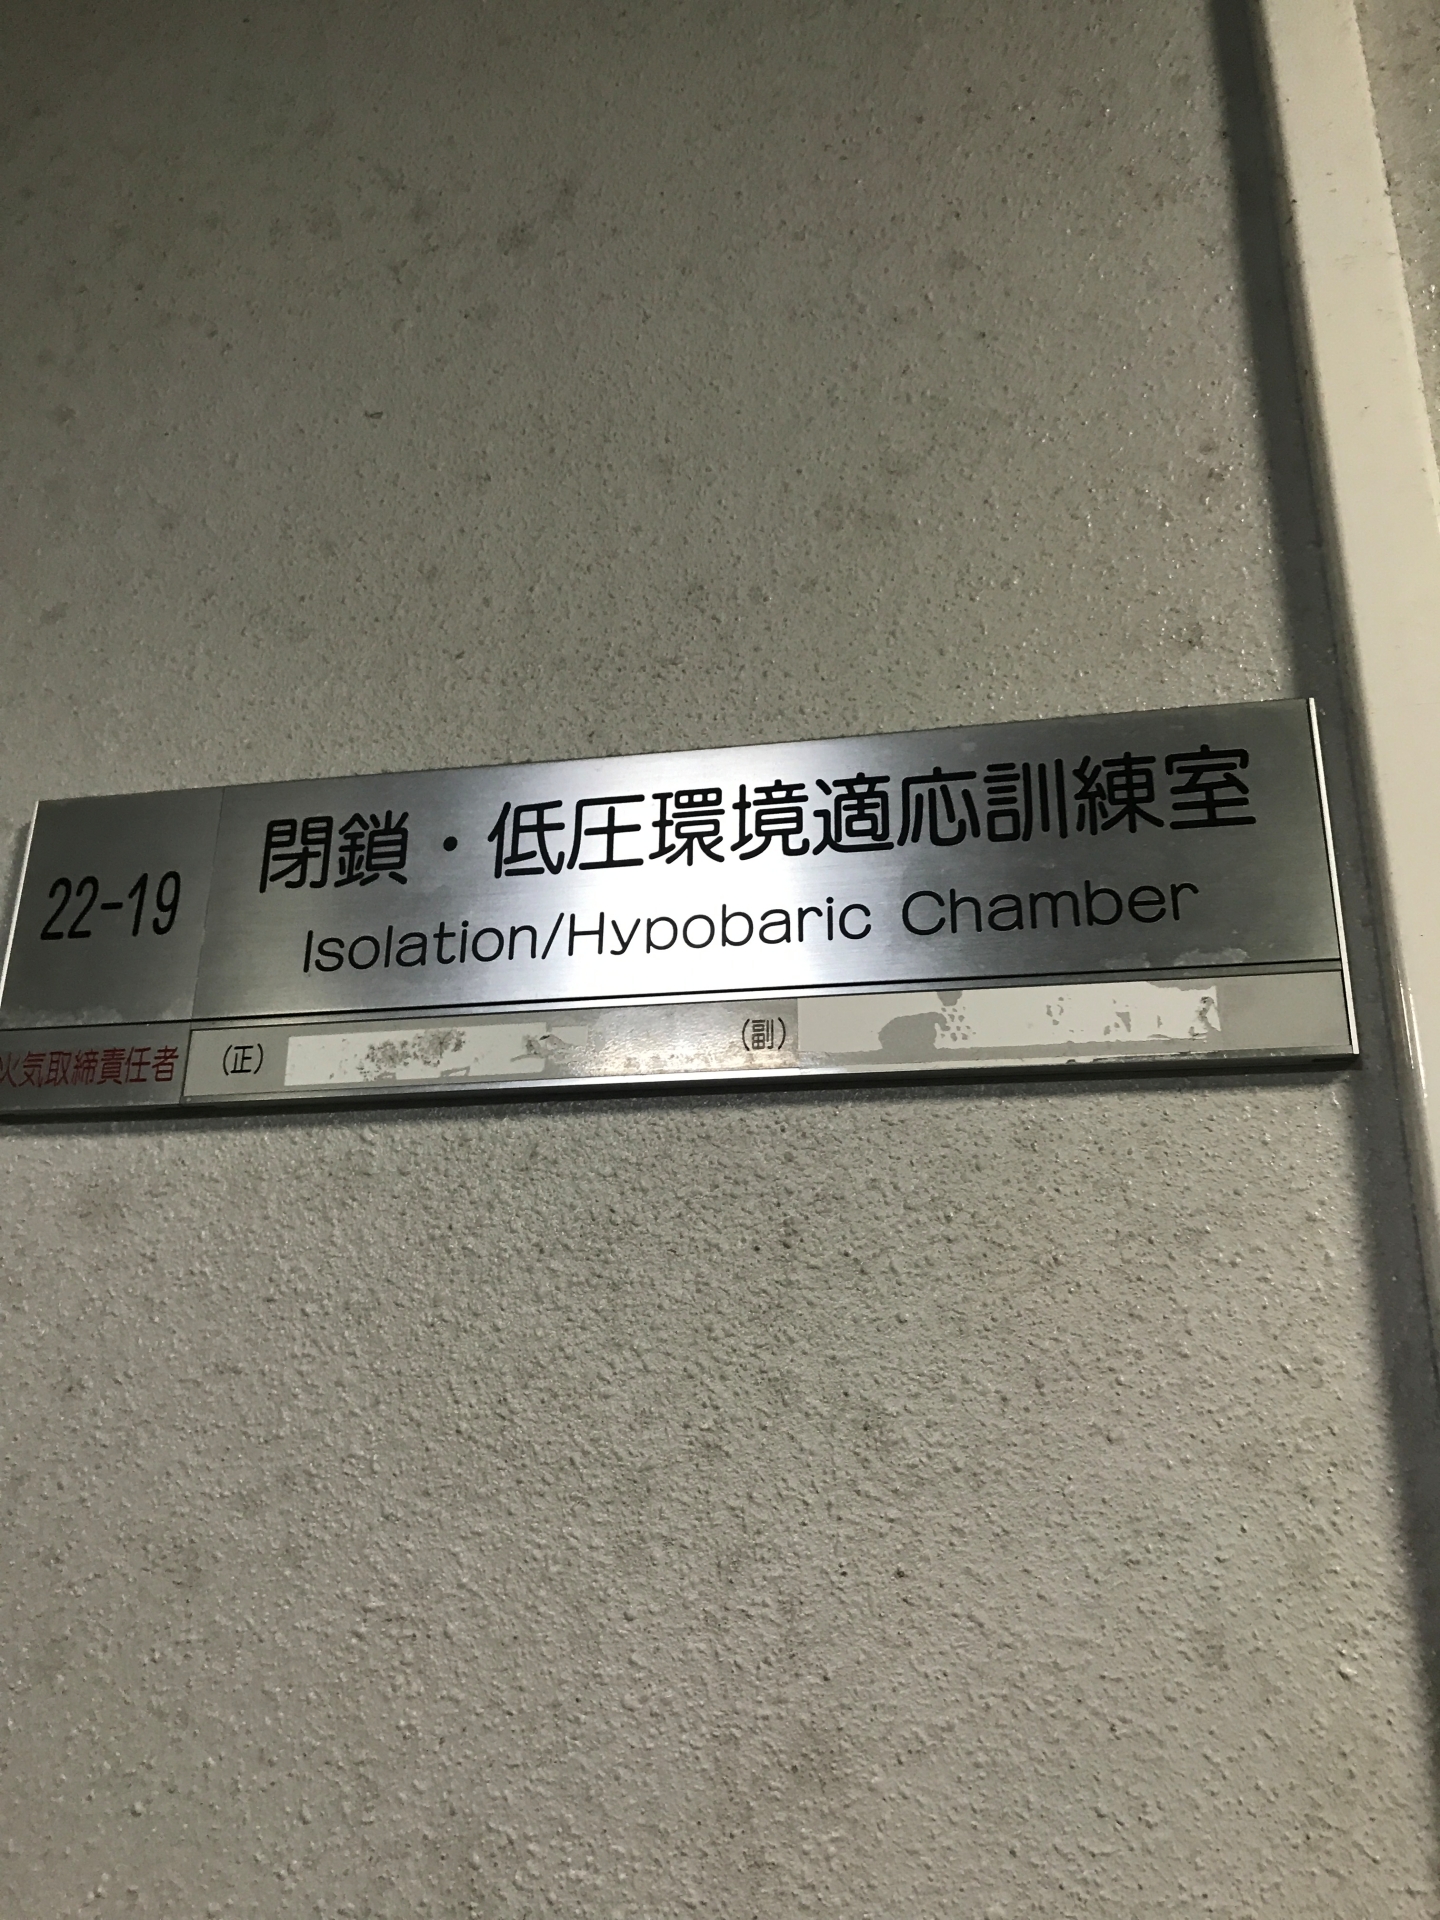 22-19
閉鎖・低圧環境適応訓練室
Isolation/Hypobaric Chamber
火気取締責任者
(正)
(副)